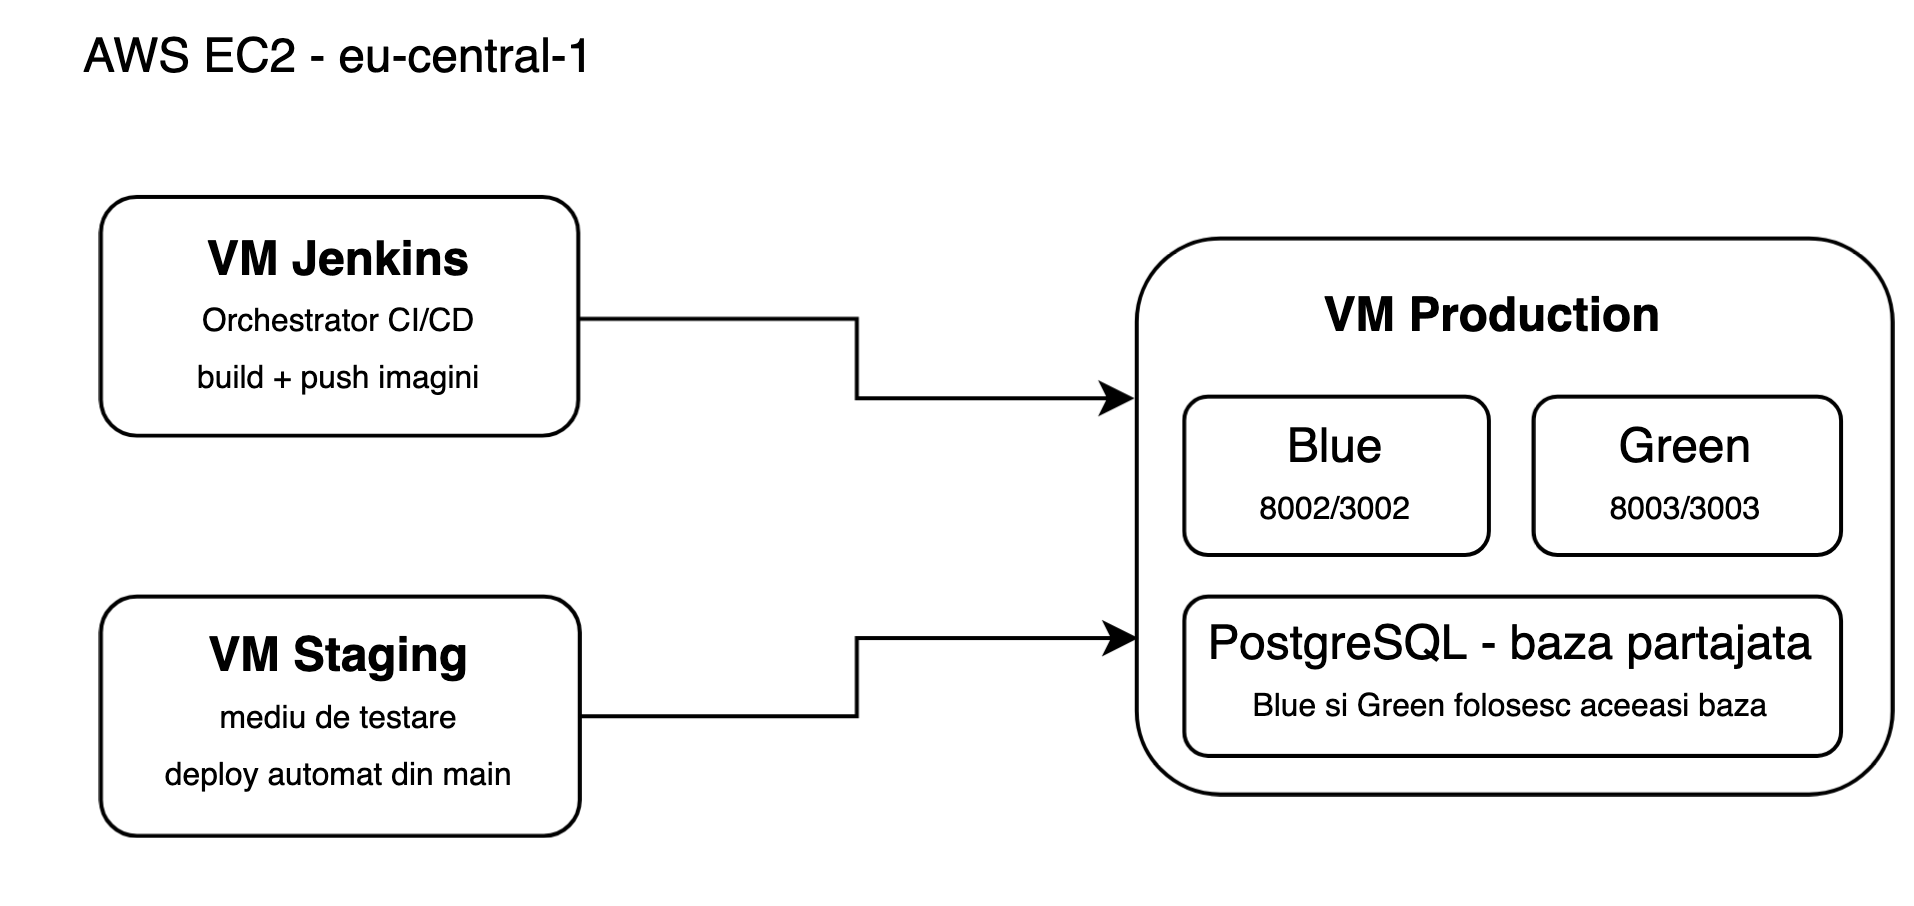 AWS EC2 - eu-central-1
VM Jenkins
Orchestrator CI/CD
build + push imagini
VM Staging
mediu de testare
deploy automat din main
VM Production
Blue
8002/3002
Green
8003/3003
PostgreSQL - baza partajata
Blue si Green folosesc aceeasi baza